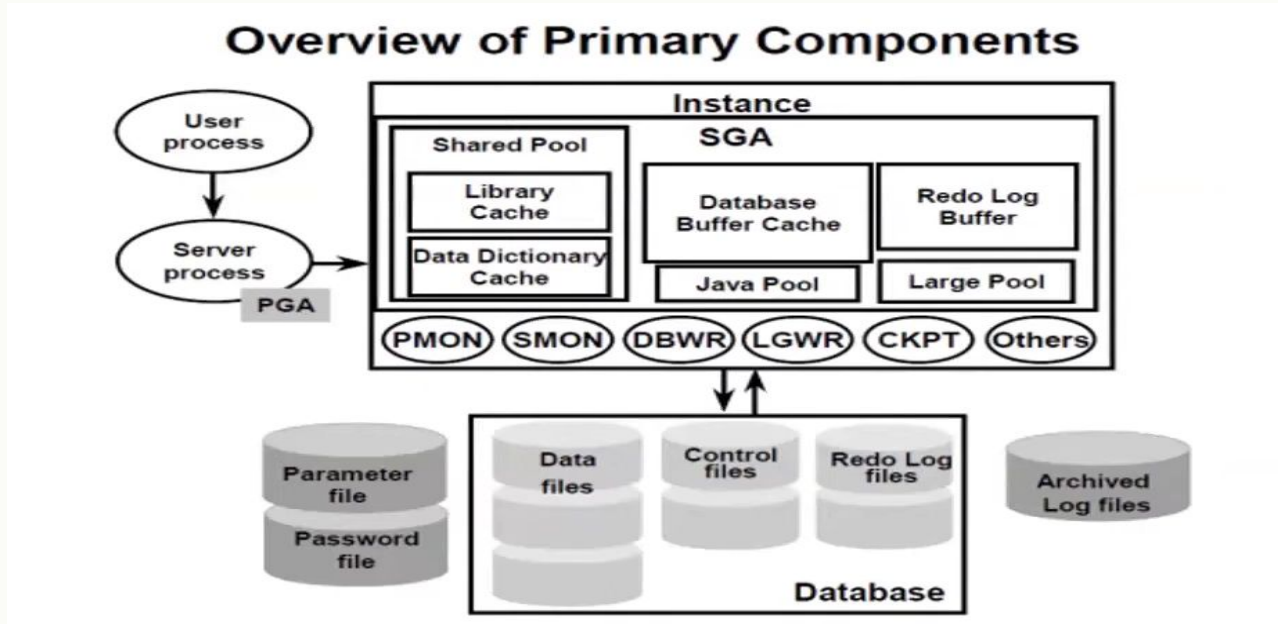 Overview of Primary Components
User
process
Server
process
PGA
Instance
SGA
Shared Pool
Library
Cache
Data Dictionary
Cache
Database
Buffer Cache
Redo Log
Buffer
Java Pool
Large Pool
PMON
SMON
DBWR
LGWR
CKPT
Others
Parameter
file
Password
file
Data
files
Control
files
Redo Log
files
Database
Archived
Log files